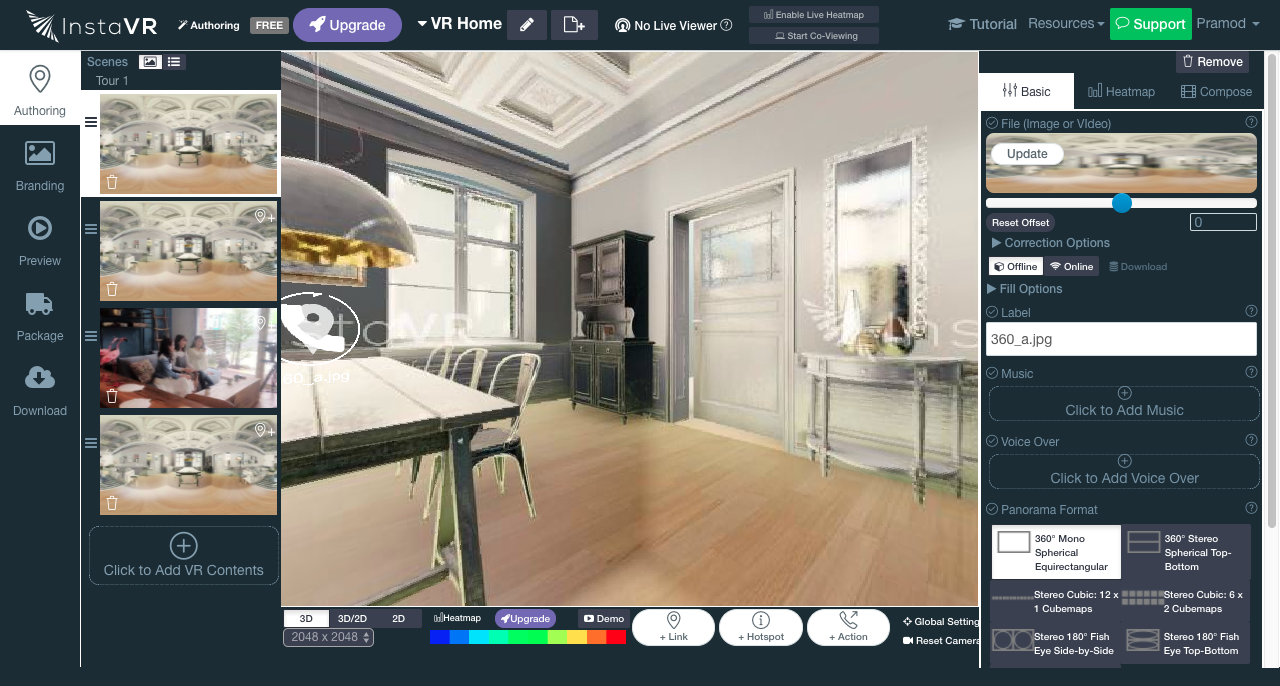 InstaVR
Authoring
FREE
Upgrade
VR Home
No Live Viewer
Enable Live Heatmap
Start Co-Viewing
Tutorial
Resources
Support
Pramod
Authoring
Branding
Preview
Package
Download
Scenes
Tour 1
Click to Add VR Contents
InstaVR
60_a.jpg
Ins
3D
3D/2D
2D
2048 x 2048
Heatmap
Upgrade
Demo
+ Link
+ Hotspot
+ Action
Global Setting
Reset Camera
Remove
Basic
Heatmap
Compose
File (Image or VIdeo)
Update
Reset Offset
0
Correction Options
Offline
Online
Download
Fill Options
Label
360_a.jpg
Music
Click to Add Music
Voice Over
Click to Add Voice Over
Panorama Format
360° Mono
Spherical
Equirectangular
360° Stereo
Spherical Top-
Bottom
Stereo Cubic: 12 x
1 Cubemaps
Stereo Cubic: 6 x
2 Cubemaps
Stereo 180° Fish
Eye Side-by-Side
Stereo 180° Fish
Eye Top-Bottom